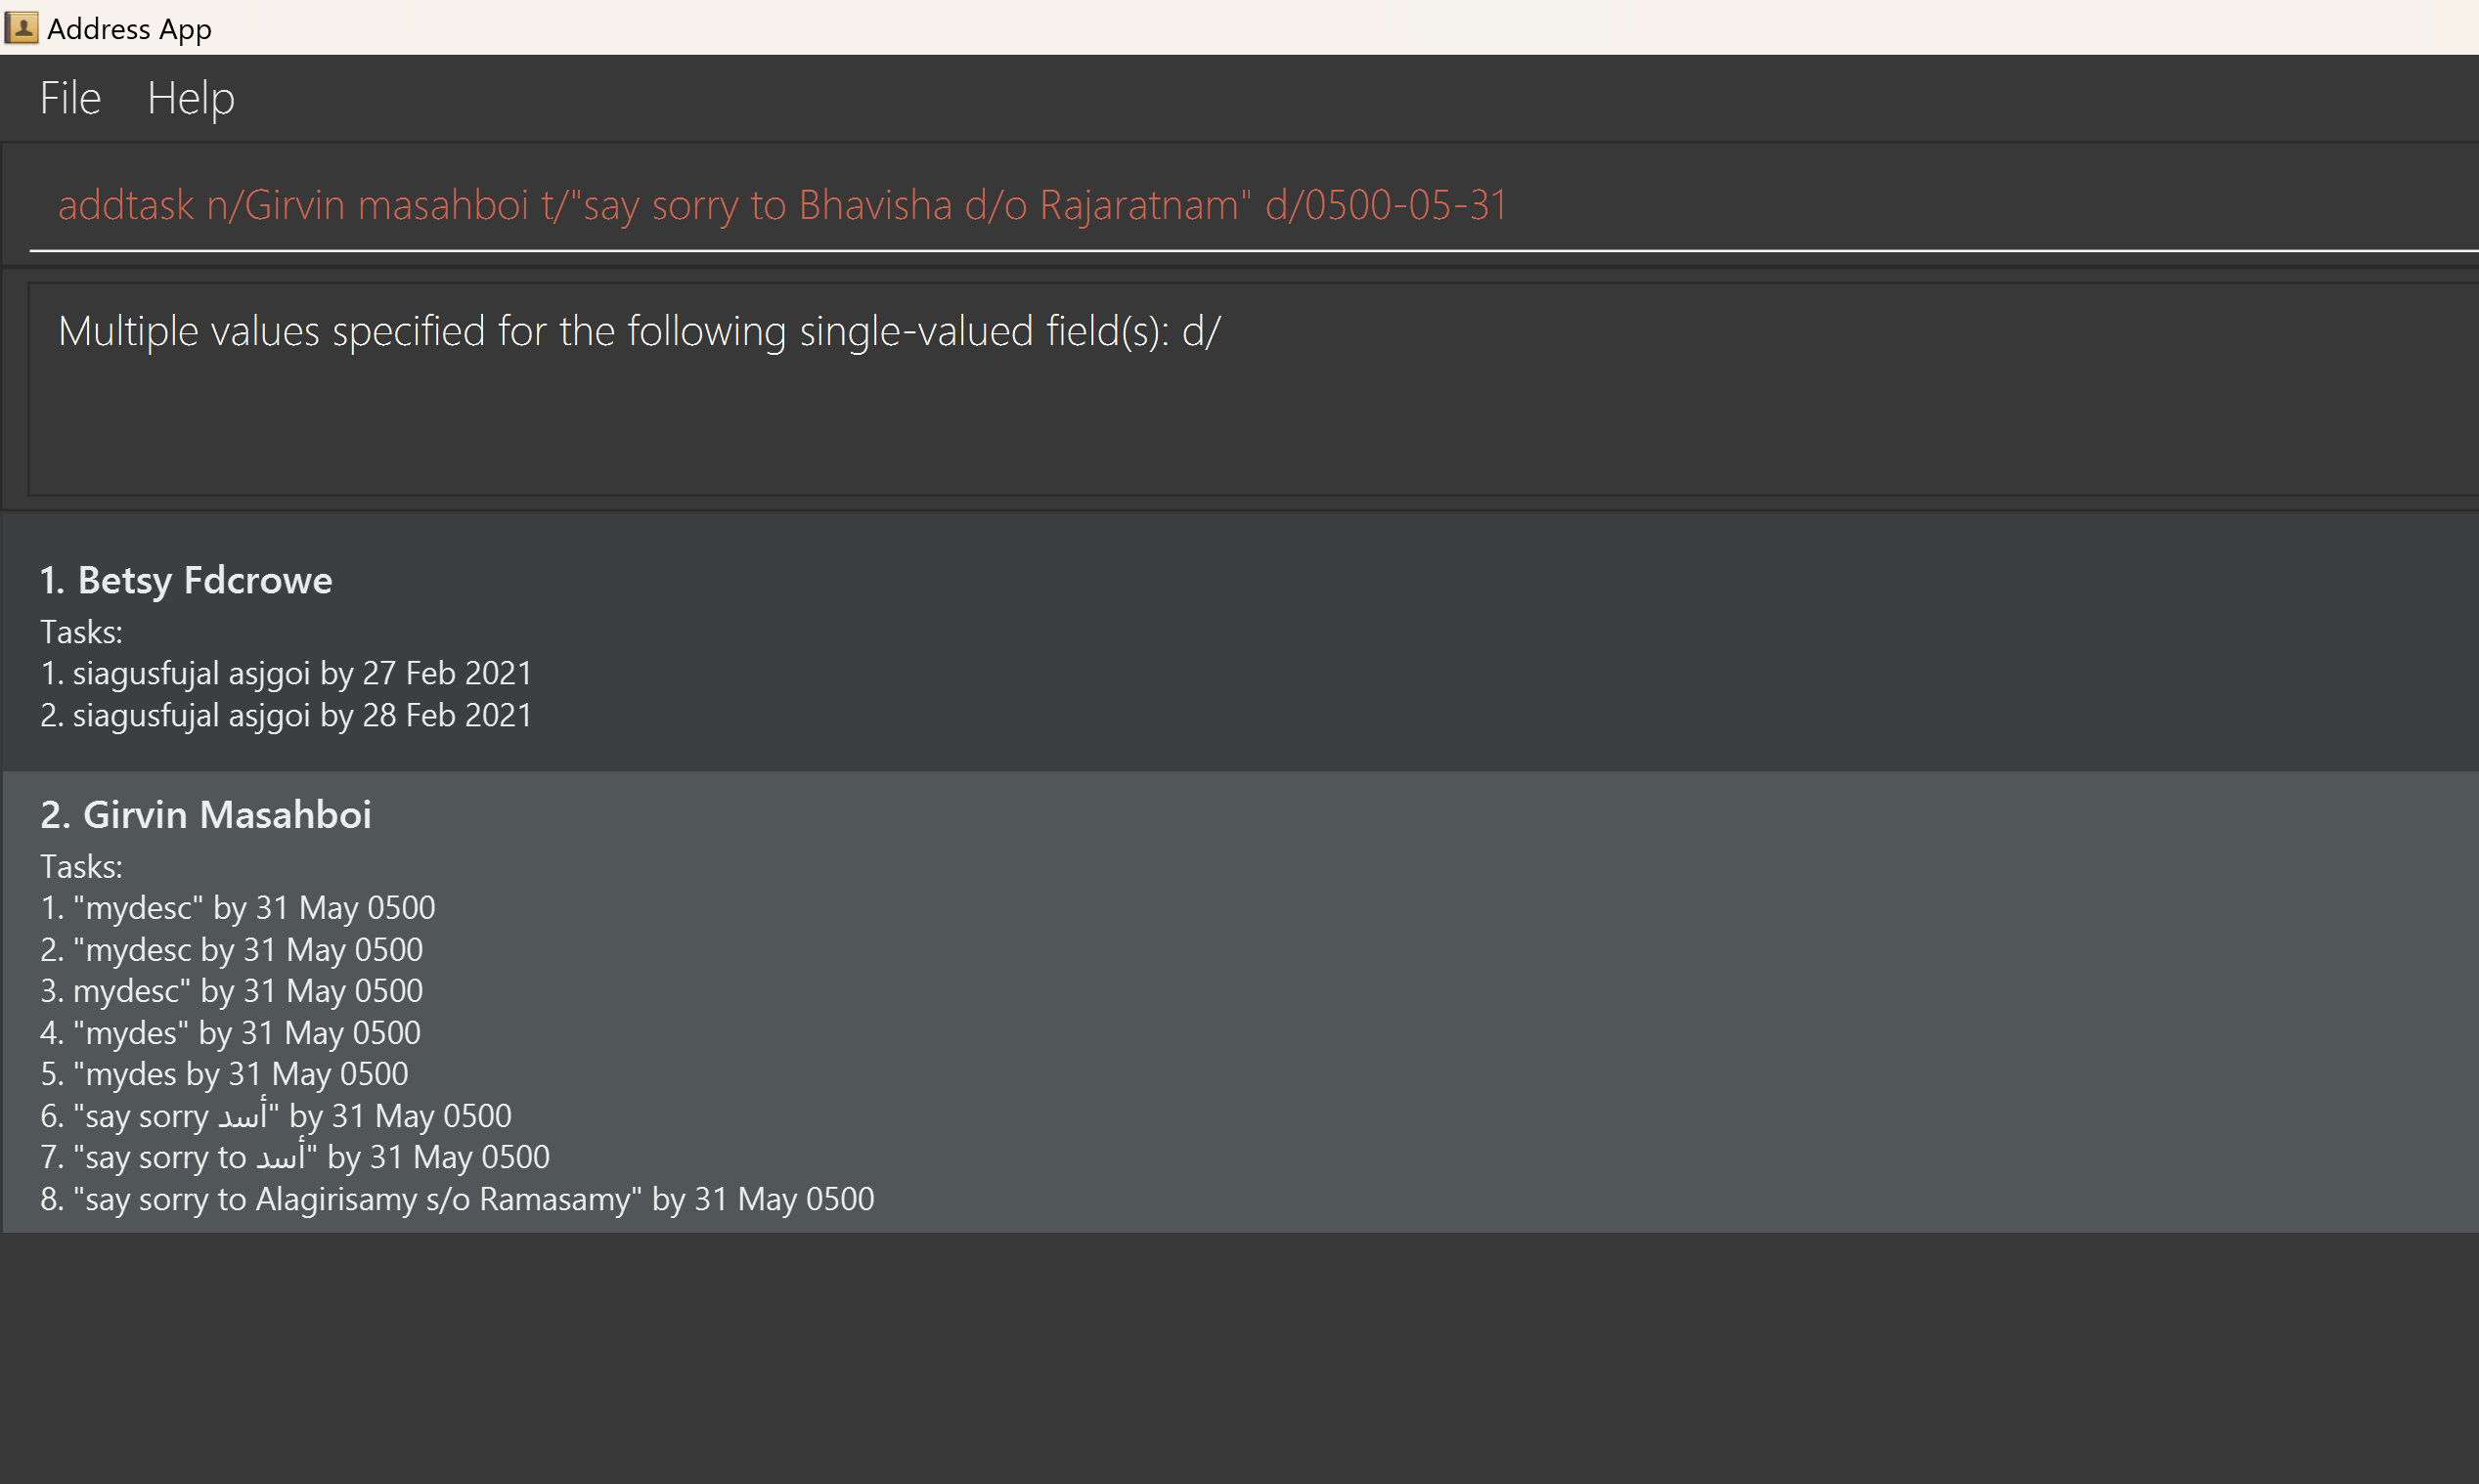 Address App
File Help
addtask n/Girvin masahboi t/"say sorry to Bhavisha d/o Rajaratnam" d/0500-05-31
Multiple values specified for the following single-valued field(s): d/
1. Betsy Fdcrowe
Tasks:
1. siagusfujal asjgoi by 27 Feb 2021
2. siagusfujal asjgoi by 28 Feb 2021
2. Girvin Masahboi
Tasks:
1. "mydesc" by 31 May 0500
2. "mydesc by 31 May 0500
3. mydesc" by 31 May 0500
4. "mydes" by 31 May 0500
5. "mydes by 31 May 0500
6. "say sorry أسد" by 31 May 0500
7. "say sorry to أسد" by 31 May 0500
8. "say sorry to Alagirisamy s/o Ramasamy" by 31 May 0500